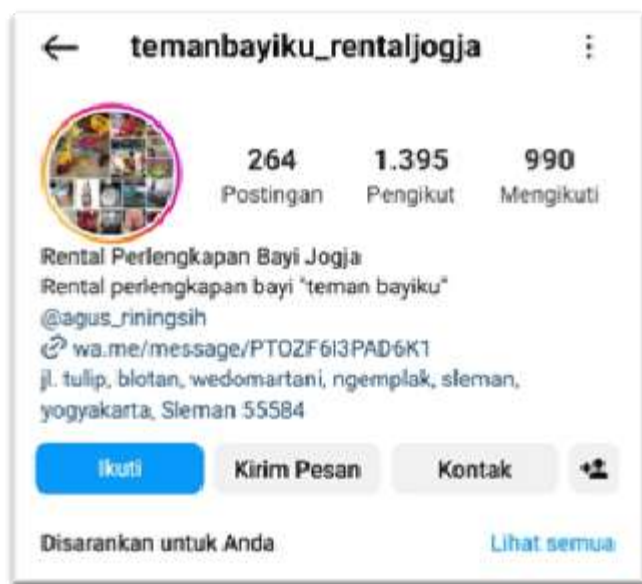 temanbayiku_rentaljogja
264 1.395 990
Postingan Pengikut Mengikuti
Rental Perlengkapan Bayi Jogja
Rental perlengkapan bayi "teman bayiku"
@agus_riningsih
wa.me/message/PTOZF6I3PAD6K1
jl. tulip, blotan, wedomartani, ngemplak, sleman,
yogyakarta, Sleman 55584
Ikuti Kirim Pesan Kontak
Disarankan untuk Anda Lihat semua